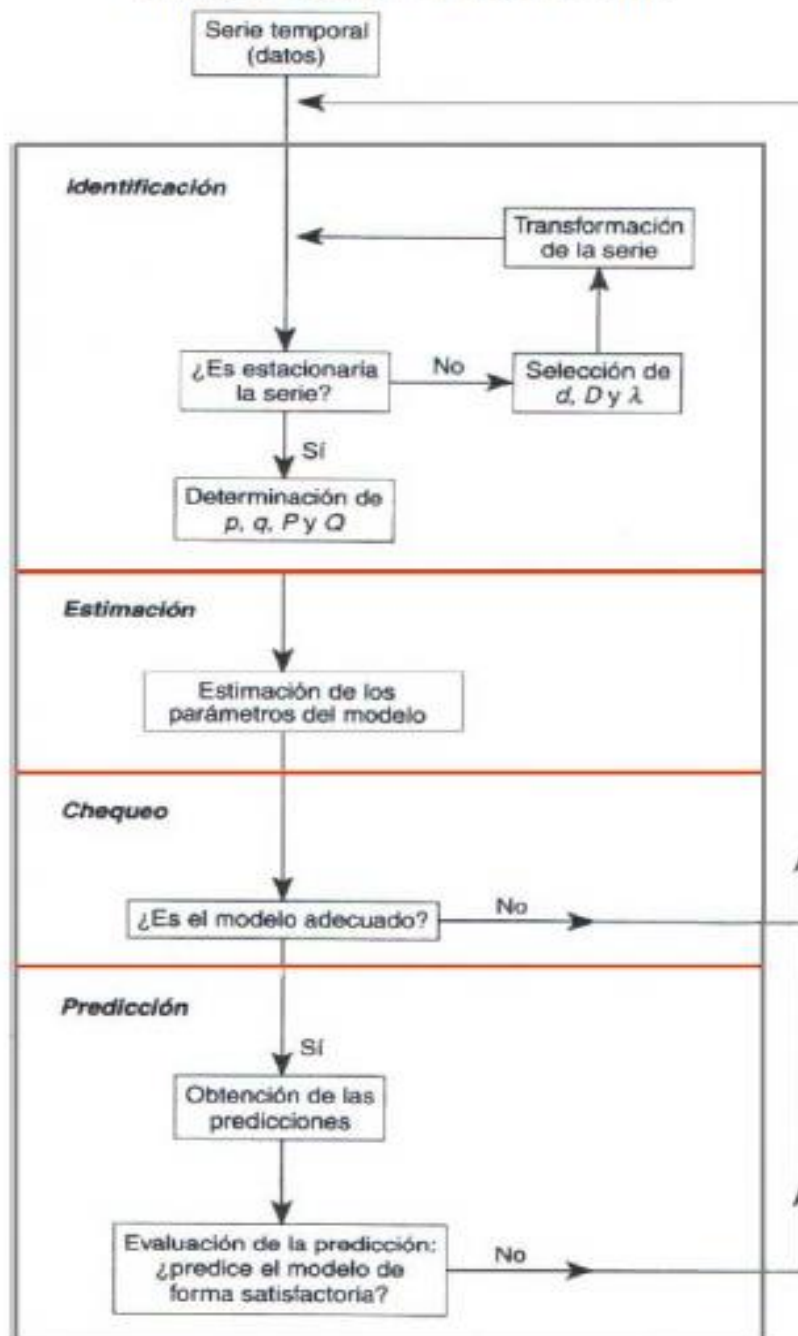 Serie temporal
(datos)
Identificación
Transformación
de la serie
¿Es estacionaria
la serie?
No
Selección de
d, D y λ
Sí
Determinación de
p, q, P y Q
Estimación
Estimación de los
parámetros del modelo
Chequeo
¿Es el modelo adecuado?
No
Predicción
Sí
Obtención de las
predicciones
Evaluación de la predicción:
¿predice el modelo de
forma satisfactoria?
No